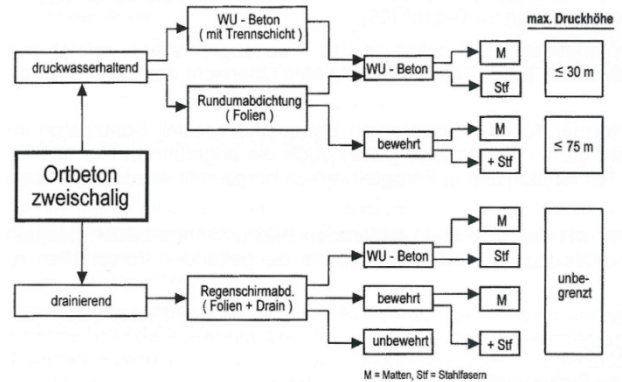 max. Druckhöhe
WU - Beton
( mit Trennschicht )
M
druckwasserhaltend
WU - Beton
≤ 30 m
Stf
Rundumabdichtung
( Folien )
M
bewehrt
≤ 75 m
+ Stf
Ortbeton
zweischalig
M
WU - Beton
Stf
drainierend
Regenschirmabd.
( Folien + Drain )
bewehrt
M
unbe-
grenzt
unbewehrt
+ Stf
M = Matten, Stf = Stahlfasern